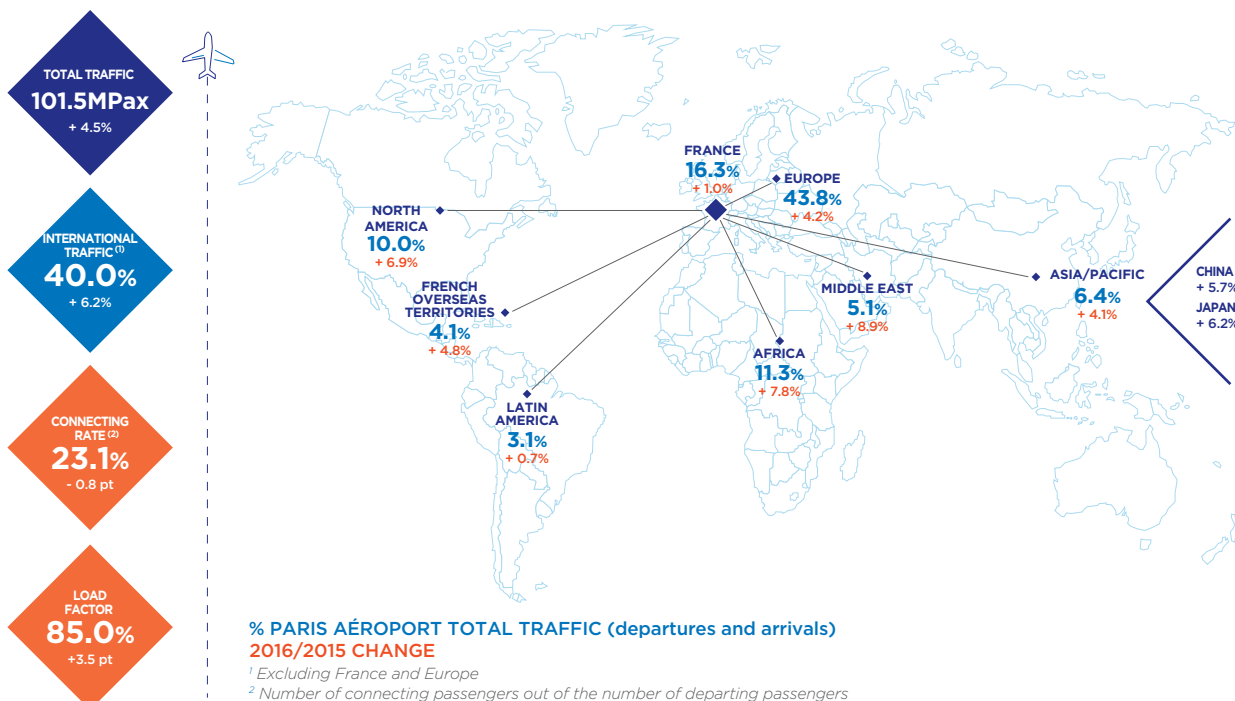 TOTAL TRAFFIC
101.5MPax
+ 4.5%
INTERNATIONAL
TRAFFIC (1)
40.0%
+ 6.2%
CONNECTING
RATE (2)
23.1%
- 0.8 pt
LOAD
FACTOR
85.0%
+3.5 pt
FRANCE
16.3%
+ 1.0%
EUROPE
43.8%
+ 4.2%
NORTH
AMERICA
10.0%
+ 6.9%
FRENCH
OVERSEAS
TERRITORIES
4.1%
+ 4.8%
LATIN
AMERICA
3.1%
+ 0.7%
AFRICA
11.3%
+ 7.8%
MIDDLE EAST
5.1%
+ 8.9%
ASIA/PACIFIC
6.4%
+ 4.1%
CHINA
+ 5.7%
JAPAN
+ 6.2%
% PARIS AÉROPORT TOTAL TRAFFIC (departures and arrivals)
2016/2015 CHANGE
1 Excluding France and Europe
2 Number of connecting passengers out of the number of departing passengers